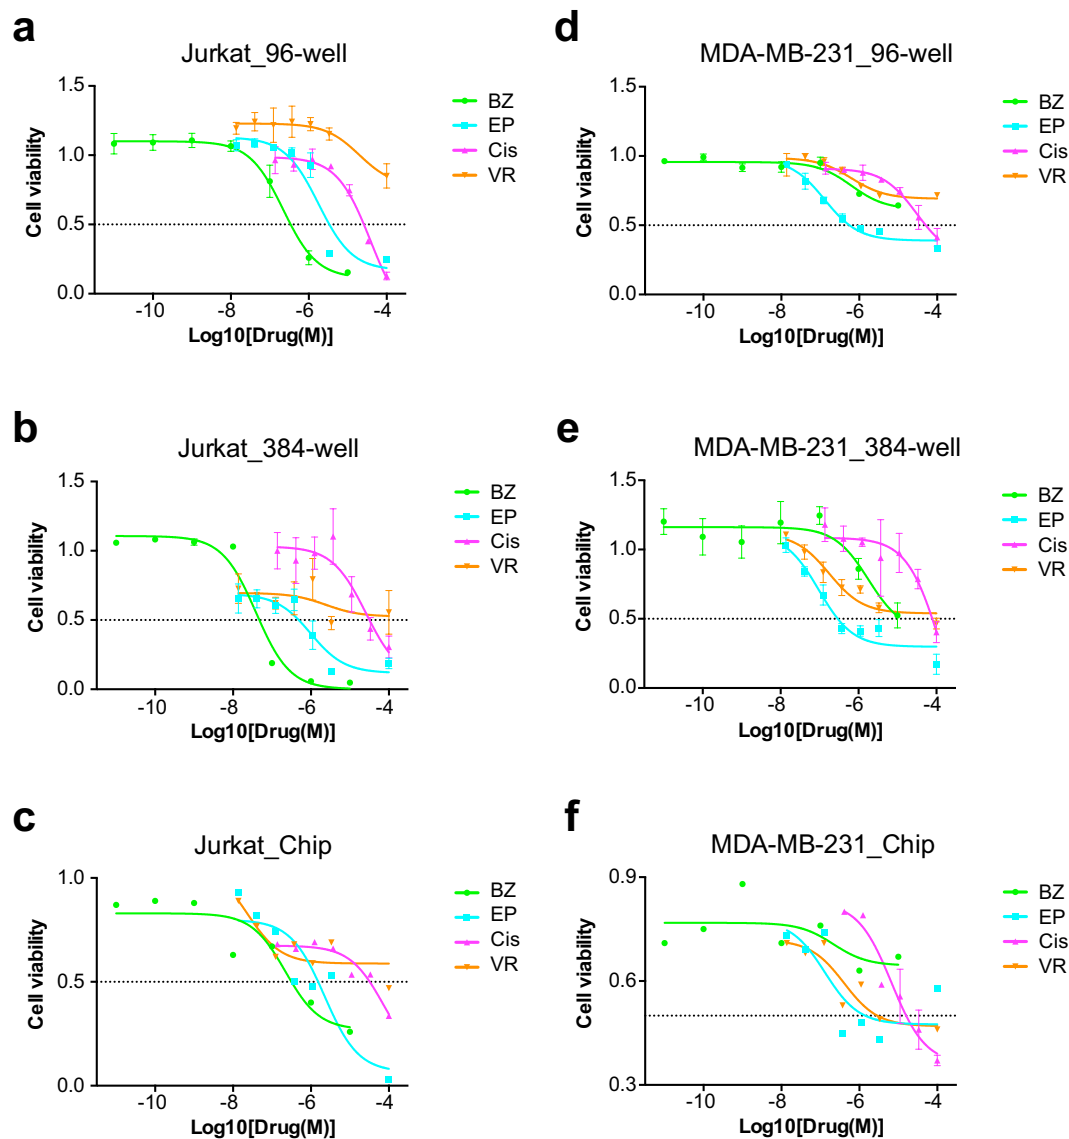 a
Jurkat_96-well
1.5
1.0
0.5
0.0
Cell viability
-10
-8
-6
-4
Log10[Drug(M)]
BZ
EP
Cis
VR
d
MDA-MB-231_96-well
1.5
1.0
0.5
0.0
Cell viability
-10
-8
-6
-4
Log10[Drug(M)]
BZ
EP
Cis
VR
b
Jurkat_384-well
1.5
1.0
0.5
0.0
Cell viability
-10
-8
-6
-4
Log10[Drug(M)]
BZ
EP
Cis
VR
e
MDA-MB-231_384-well
1.5
1.0
0.5
0.0
Cell viability
-10
-8
-6
-4
Log10[Drug(M)]
BZ
EP
Cis
VR
c
Jurkat_Chip
1.0
0.5
0.0
Cell viability
-10
-8
-6
-4
Log10[Drug(M)]
BZ
EP
Cis
VR
f
MDA-MB-231_Chip
0.9
0.6
0.3
Cell viability
-10
-8
-6
-4
Log10[Drug(M)]
BZ
EP
Cis
VR